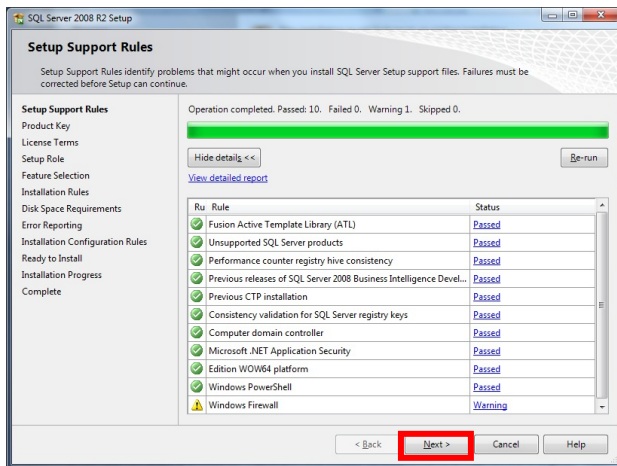 SQL Server 2008 R2 Setup
Setup Support Rules
Setup Support Rules identify problems that might occur when you install SQL Server Setup support files. Failures must be
corrected before Setup can continue.
Setup Support Rules
Product Key
License Terms
Setup Role
Feature Selection
Installation Rules
Disk Space Requirements
Error Reporting
Installation Configuration Rules
Ready to Install
Installation Progress
Complete
Operation completed. Passed: 10. Failed 0. Warning 1. Skipped 0.
Hide details << Re-run
View detailed report
Ru Rule Status
Fusion Active Template Library (ATL) Passed
Unsupported SQL Server products Passed
Performance counter registry hive consistency Passed
Previous releases of SQL Server 2008 Business Intelligence Devel... Passed
Previous CTP installation Passed
Consistency validation for SQL Server registry keys Passed
Computer domain controller Passed
Microsoft .NET Application Security Passed
Edition WOW64 platform Passed
Windows PowerShell Passed
Windows Firewall Warning
< Back Next > Cancel Help